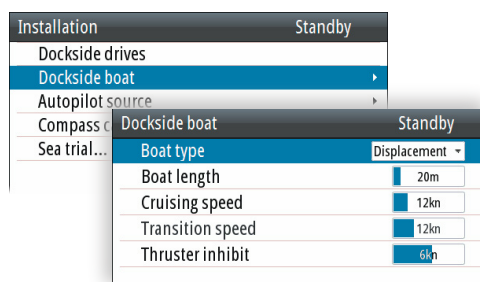 Installation Standby
Dockside drives
Dockside boat
Autopilot source
Compass c
Sea trial...
Dockside boat Standby
Boat type Displacement
Boat length 20m
Cruising speed 12kn
Transition speed 12kn
Thruster inhibit 6kn